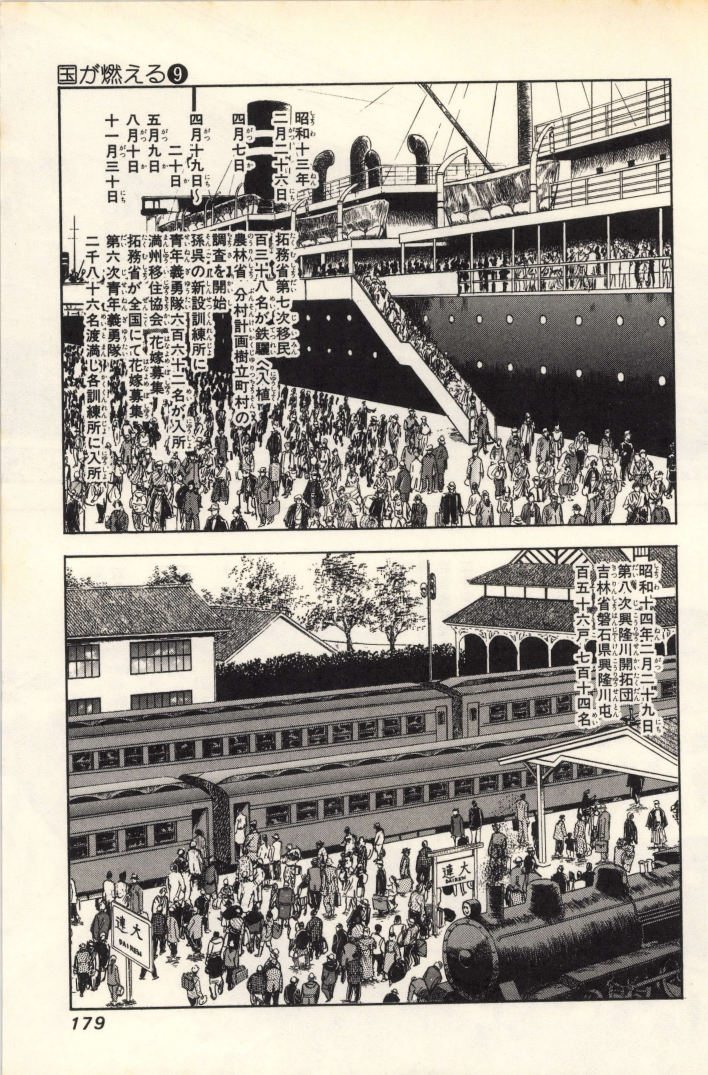 国が燃える❾
昭和十三年
二月二十六日　拓務省第七次移民
百三十八名が鉄驪へ入植
四月七日　農林省、分村計画樹立町村の
調査を開始
四月十九日～　孫呉の新設訓練所に
二十日　青年義勇隊六百六十二名が入所
五月九日　満州移住協会、花嫁募集
八月十日　拓務省が全国にて花嫁募集
十一月三十日　第六次青年義勇隊
二千八十六名渡満し各訓練所に入所
昭和十四年二月二十九日
第八次興隆川開拓団
吉林省磐石県興隆川屯
百五十六戸、七百十四名
大連
DAIREN
大連
DAIREN
179